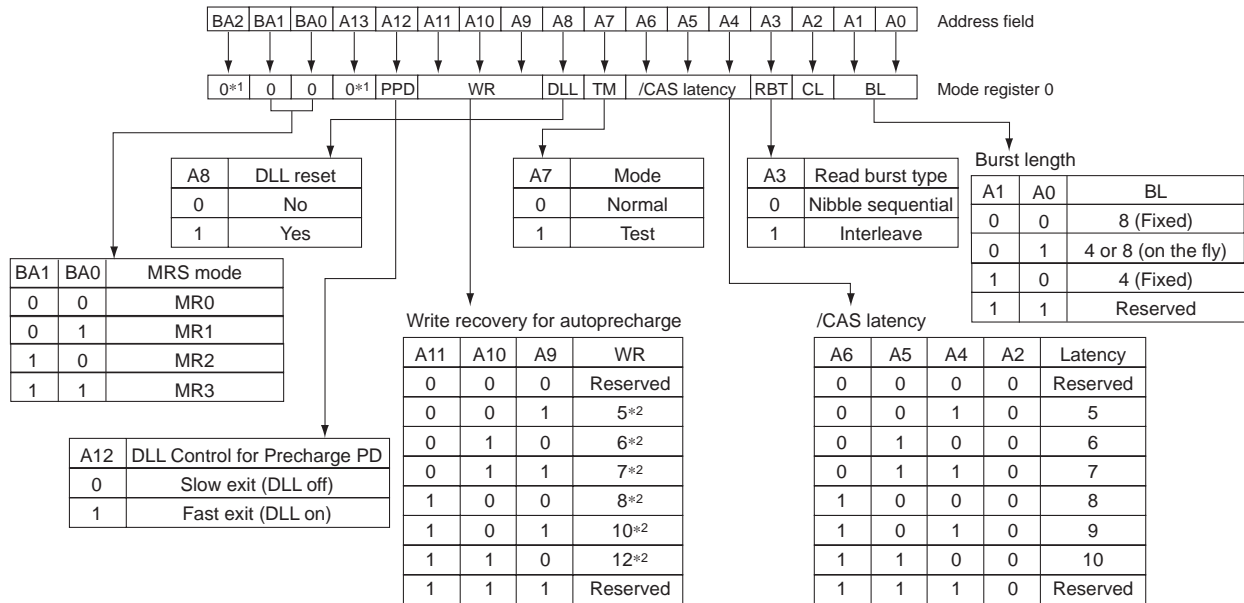 BA2 BA1 BA0 A13 A12 A11 A10 A9 A8 A7 A6 A5 A4 A3 A2 A1 A0 Address field
0*1 0 0 0*1 PPD WR DLL TM /CAS latency RBT CL BL Mode register 0
A8 DLL reset
0 No
1 Yes
A7 Mode
0 Normal
1 Test
A3 Read burst type
0 Nibble sequential
1 Interleave
Burst length
A1 A0 BL
0 0 8 (Fixed)
0 1 4 or 8 (on the fly)
1 0 4 (Fixed)
1 1 Reserved
BA1 BA0 MRS mode
0 0 MR0
0 1 MR1
1 0 MR2
1 1 MR3
A12 DLL Control for Precharge PD
0 Slow exit (DLL off)
1 Fast exit (DLL on)
Write recovery for autoprecharge
A11 A10 A9 WR
0 0 0 Reserved
0 0 1 5*2
0 1 0 6*2
0 1 1 7*2
1 0 0 8*2
1 0 1 10*2
1 1 0 12*2
1 1 1 Reserved
/CAS latency
A6 A5 A4 A2 Latency
0 0 0 0 Reserved
0 0 1 0 5
0 1 0 0 6
0 1 1 0 7
1 0 0 0 8
1 0 1 0 9
1 1 0 0 10
1 1 1 0 Reserved